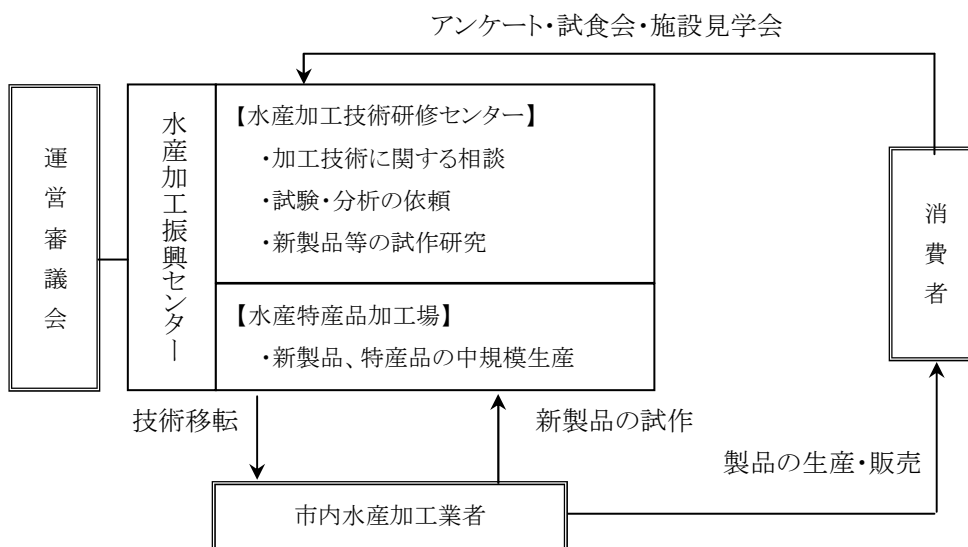 アンケート・試食会・施設見学会
運営審議会
水産加工振興センター
【水産加工技術研修センター】
・加工技術に関する相談
・試験・分析の依頼
・新製品等の試作研究
【水産特産品加工場】
・新製品、特産品の中規模生産
消費者
技術移転
新製品の試作
製品の生産・販売
市内水産加工業者